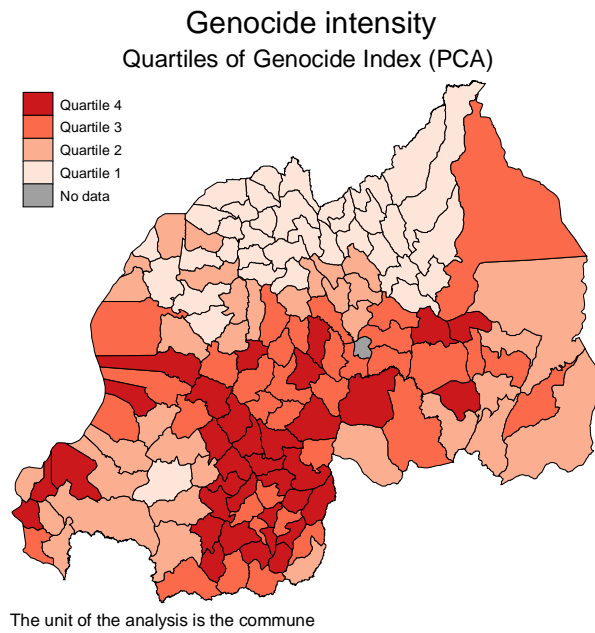 Genocide intensity
Quartiles of Genocide Index (PCA)
Quartile 4
Quartile 3
Quartile 2
Quartile 1
No data
The unit of the analysis is the commune